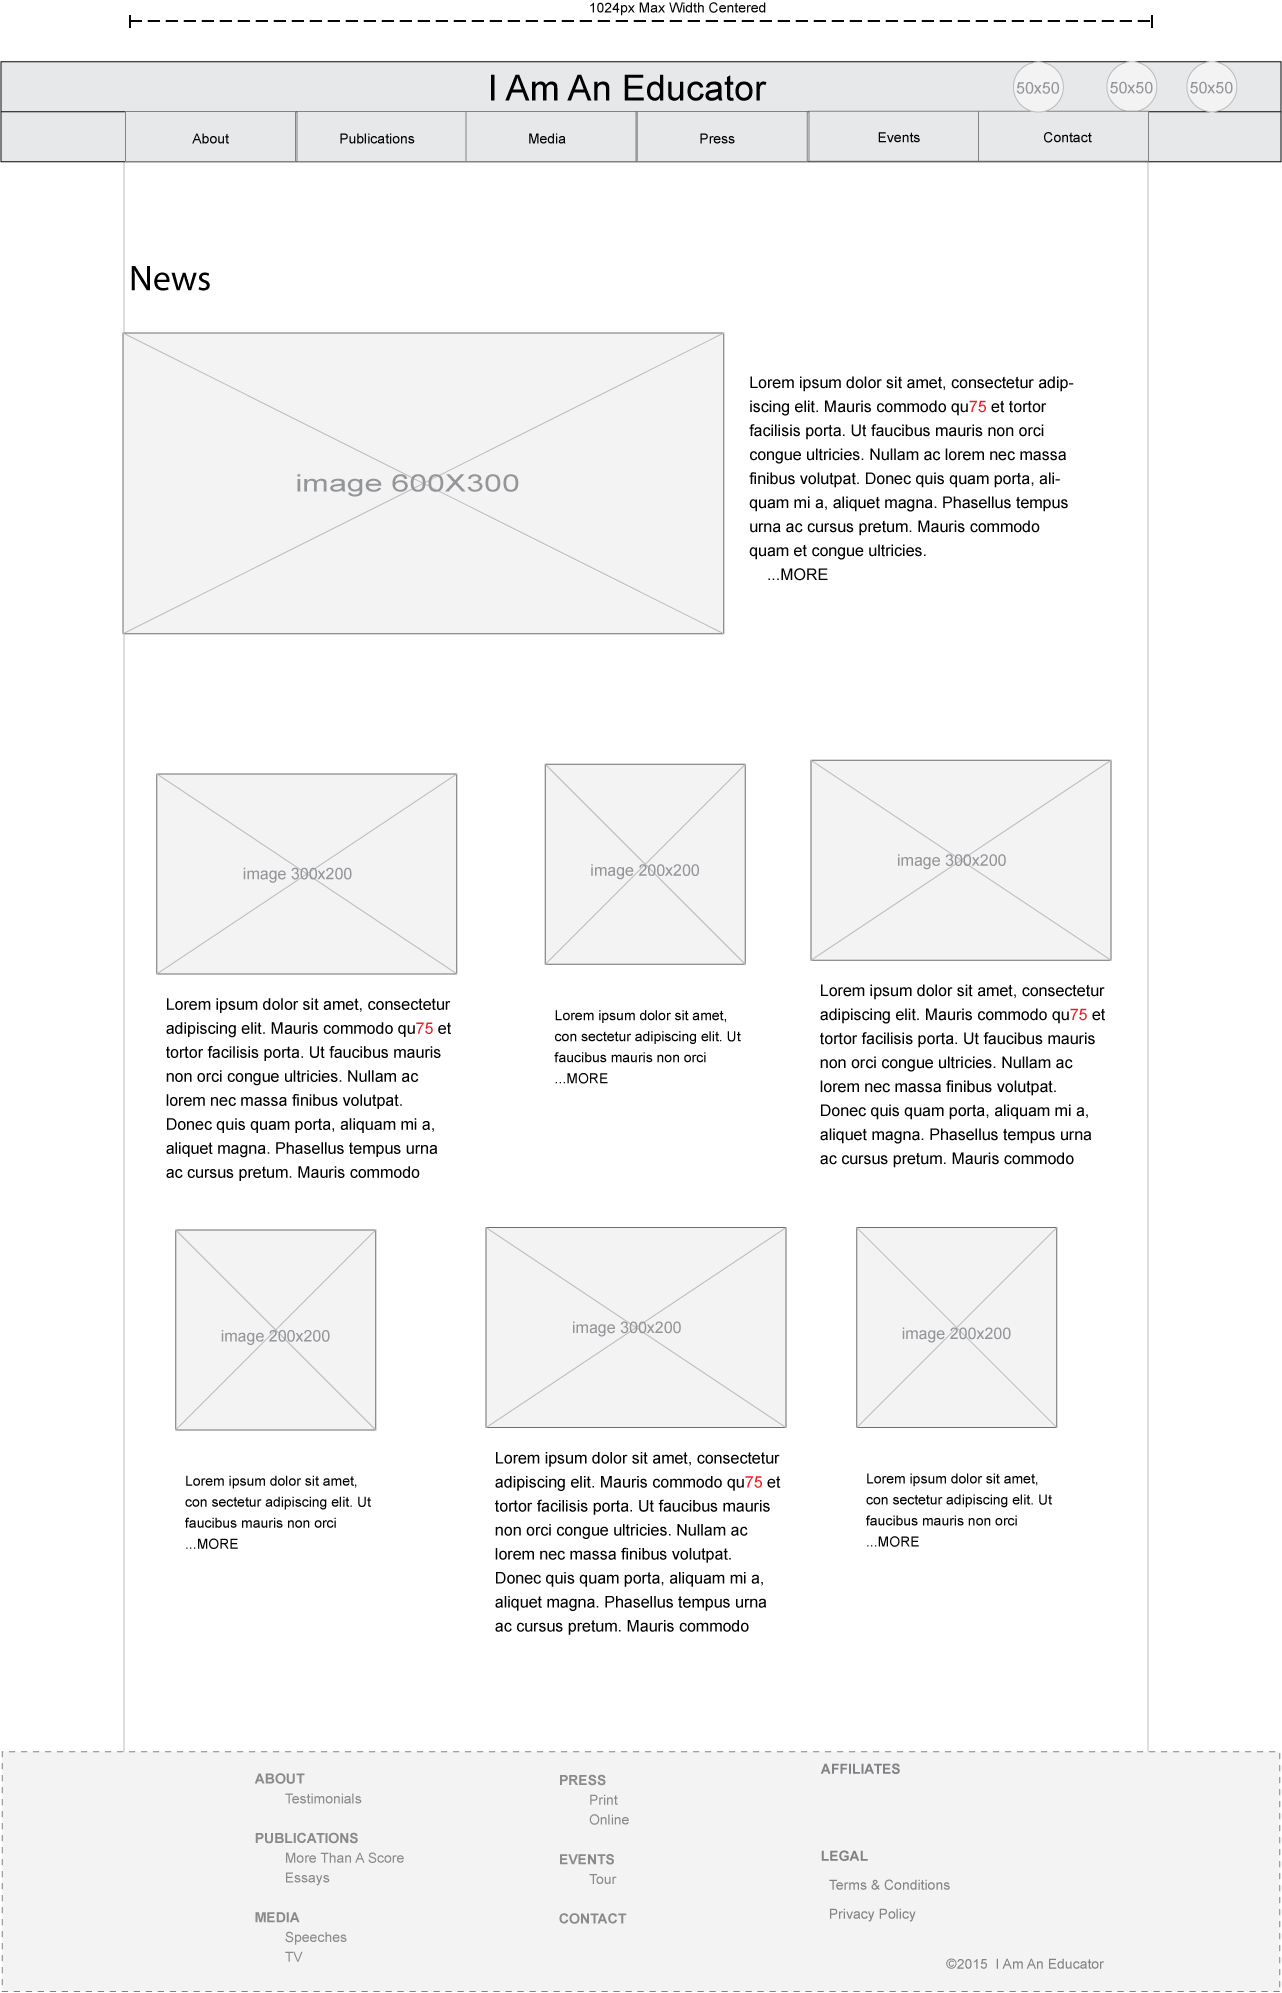 1024px Max Width Centered
I Am An Educator
50x50
50x50
50x50
About
Publications
Media
Press
Events
Contact
News
image 600X300
Lorem ipsum dolor sit amet, consectetur adip-
iscing elit. Mauris commodo qu75 et tortor
facilisis porta. Ut faucibus mauris non orci
congue ultricies. Nullam ac lorem nec massa
finibus volutpat. Donec quis quam porta, ali-
quam mi a, aliquet magna. Phasellus tempus
urna ac cursus pretum. Mauris commodo
quam et congue ultricies.
...MORE
image 300x200
Lorem ipsum dolor sit amet, consectetur
adipiscing elit. Mauris commodo qu75 et
tortor facilisis porta. Ut faucibus mauris
non orci congue ultricies. Nullam ac
lorem nec massa finibus volutpat.
Donec quis quam porta, aliquam mi a,
aliquet magna. Phasellus tempus urna
ac cursus pretum. Mauris commodo
image 200x200
Lorem ipsum dolor sit amet,
con sectetur adipiscing elit. Ut
faucibus mauris non orci
...MORE
image 300x200
Lorem ipsum dolor sit amet, consectetur
adipiscing elit. Mauris commodo qu75 et
tortor facilisis porta. Ut faucibus mauris
non orci congue ultricies. Nullam ac
lorem nec massa finibus volutpat.
Donec quis quam porta, aliquam mi a,
aliquet magna. Phasellus tempus urna
ac cursus pretum. Mauris commodo
image 200x200
Lorem ipsum dolor sit amet,
con sectetur adipiscing elit. Ut
faucibus mauris non orci
...MORE
image 300x200
Lorem ipsum dolor sit amet, consectetur
adipiscing elit. Mauris commodo qu75 et
tortor facilisis porta. Ut faucibus mauris
non orci congue ultricies. Nullam ac
lorem nec massa finibus volutpat.
Donec quis quam porta, aliquam mi a,
aliquet magna. Phasellus tempus urna
ac cursus pretum. Mauris commodo
image 200x200
Lorem ipsum dolor sit amet,
con sectetur adipiscing elit. Ut
faucibus mauris non orci
...MORE
ABOUT
Testimonials
PUBLICATIONS
More Than A Score
Essays
MEDIA
Speeches
TV
PRESS
Print
Online
EVENTS
Tour
CONTACT
AFFILIATES
LEGAL
Terms & Conditions
Privacy Policy
©2015 I Am An Educator